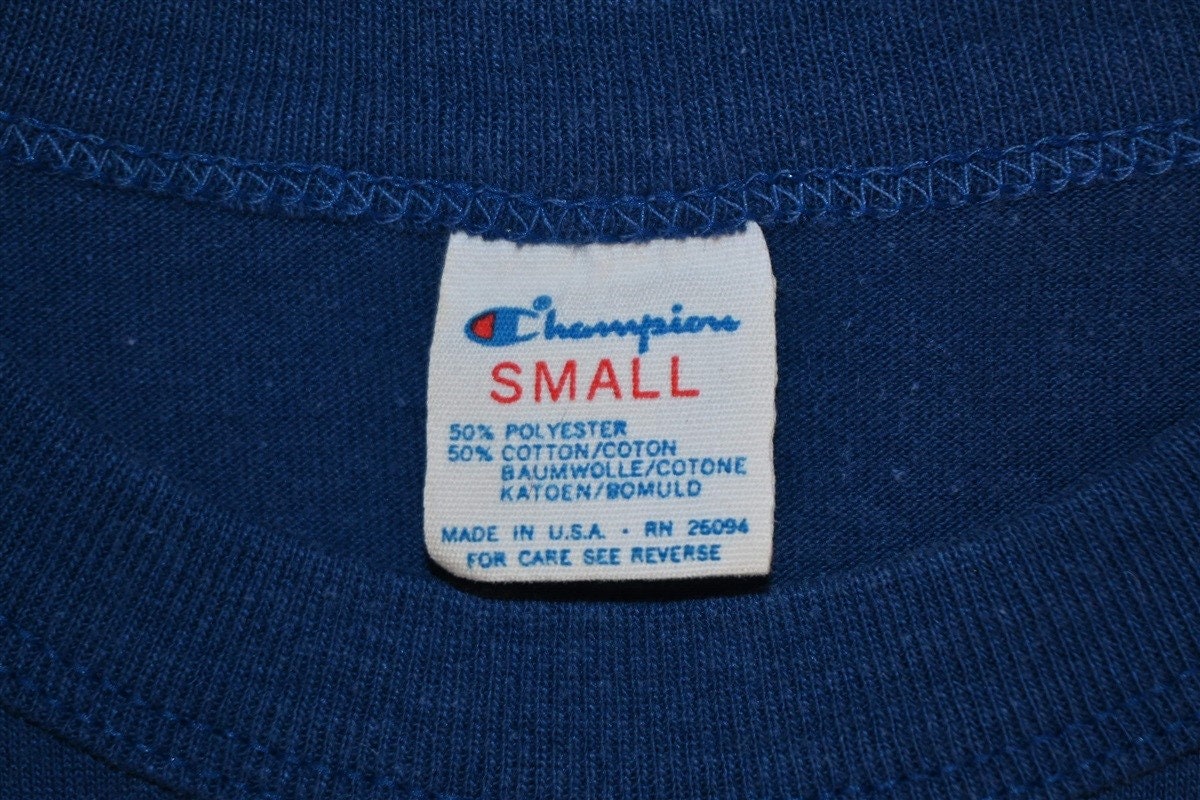 Champion®
SMALL
50% POLYESTER
50% COTTON/COTON
BAUMWOLLE/COTONE
KATOEN/BOMULD
MADE IN U.S.A. · RN 26094
FOR CARE SEE REVERSE